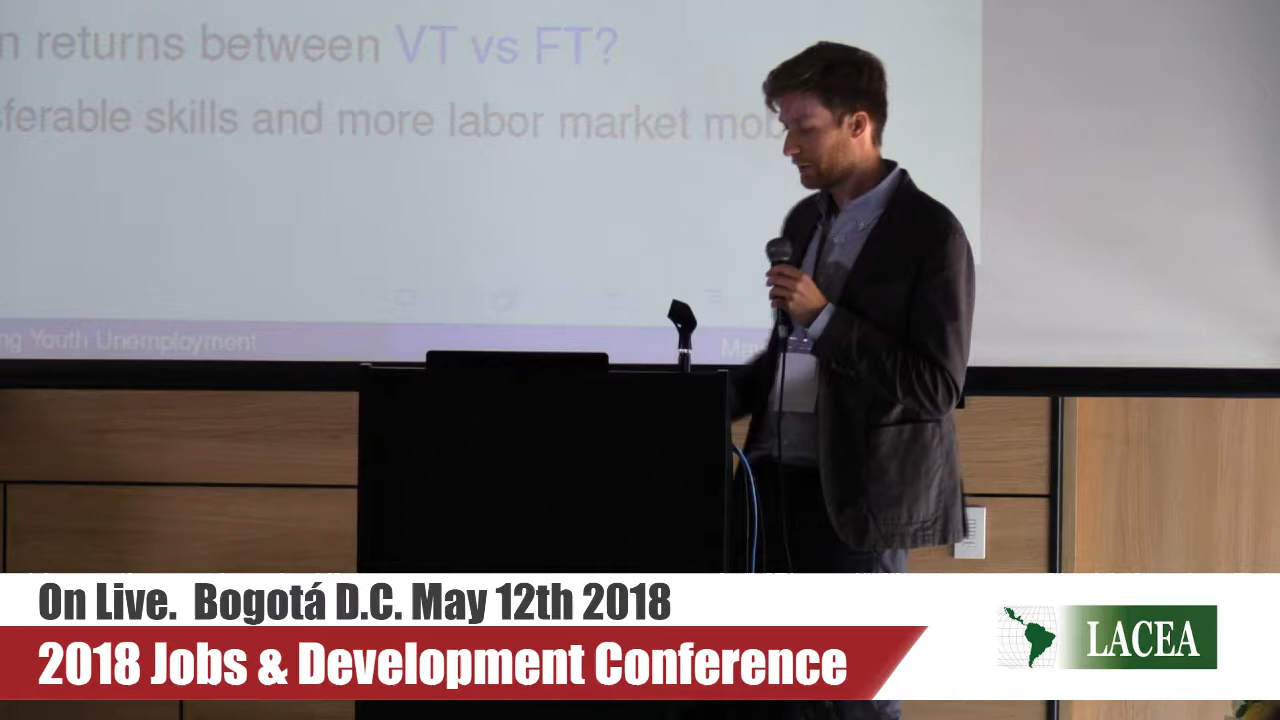 n returns between VT vs FT?
sferable skills and more labor market mob
ng Youth Unemployment
May
On Live. Bogotá D.C. May 12th 2018
2018 Jobs & Development Conference
LACEA